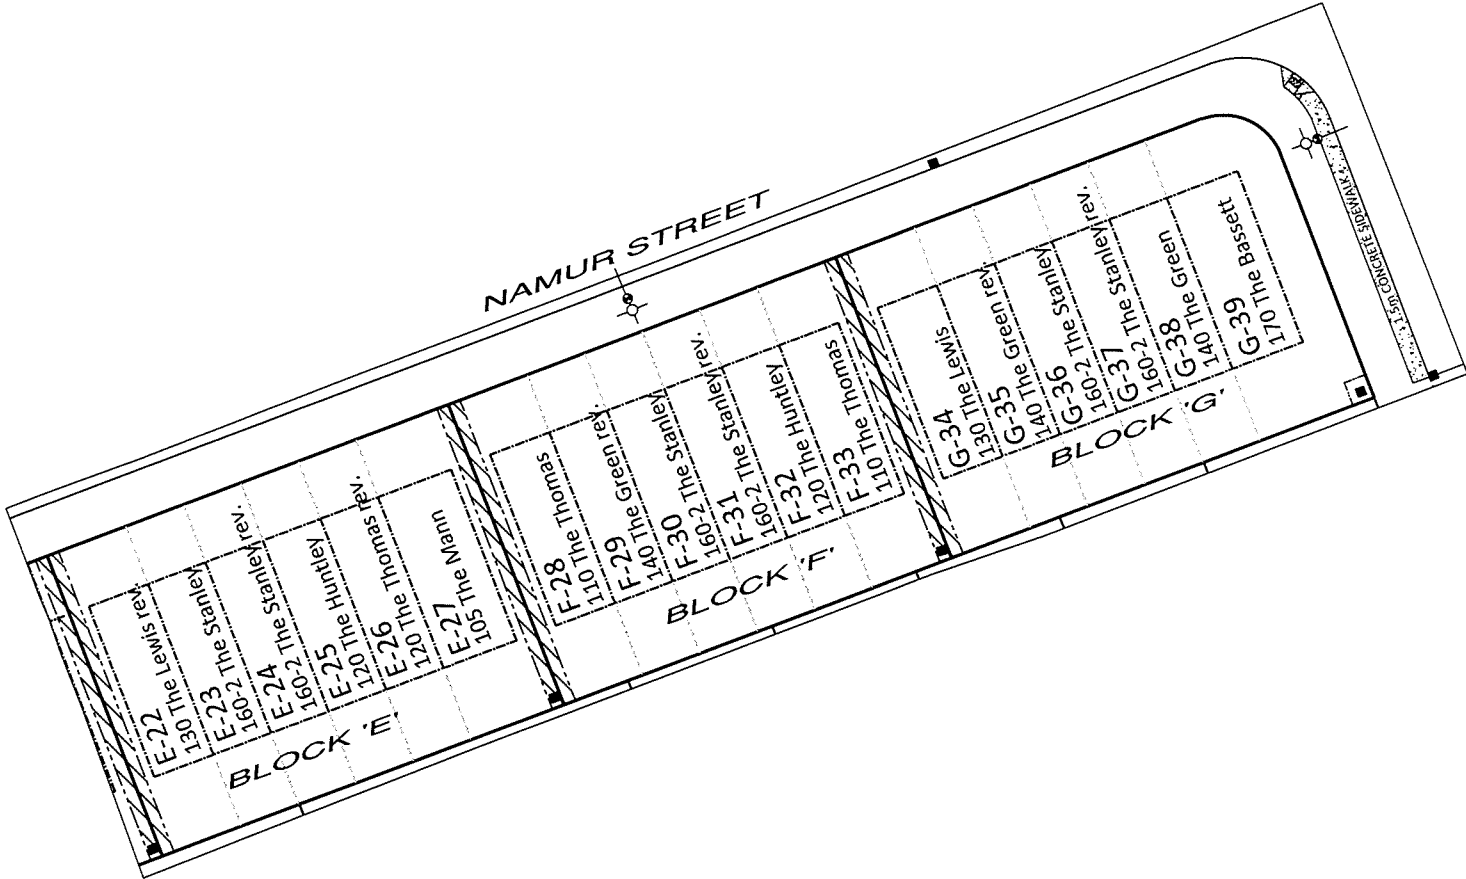 NAMUR STREET
1.5m CONCRETE SIDEWALK
E-22
130 The Lewis rev.
E-23
160-2 The Stanley
E-24
160-2 The Stanley rev.
E-25
120 The Huntley
E-26
120 The Thomas rev.
E-27
105 The Mann
BLOCK 'E'
F-28
110 The Thomas
F-29
140 The Green rev.
F-30
160-2 The Stanley
F-31
160-2 The Stanley rev.
F-32
120 The Huntley
F-33
110 The Thomas
BLOCK 'F'
G-34
130 The Lewis
G-35
140 The Green rev.
G-36
160-2 The Stanley
G-37
160-2 The Stanley rev.
G-38
140 The Green
G-39
170 The Bassett
BLOCK 'G'